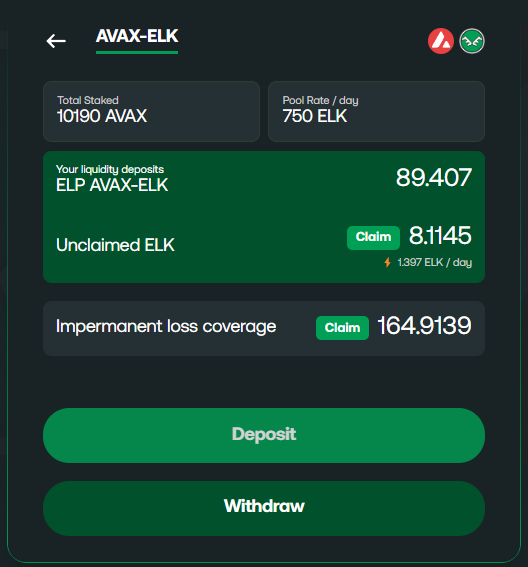 AVAX-ELK
Total Staked
10190 AVAX
Pool Rate / day
750 ELK
Your liquidity deposits
ELP AVAX-ELK
89.407
Unclaimed ELK
Claim
8.1145
1.397 ELK / day
Impermanent loss coverage
Claim
164.9139
Deposit
Withdraw